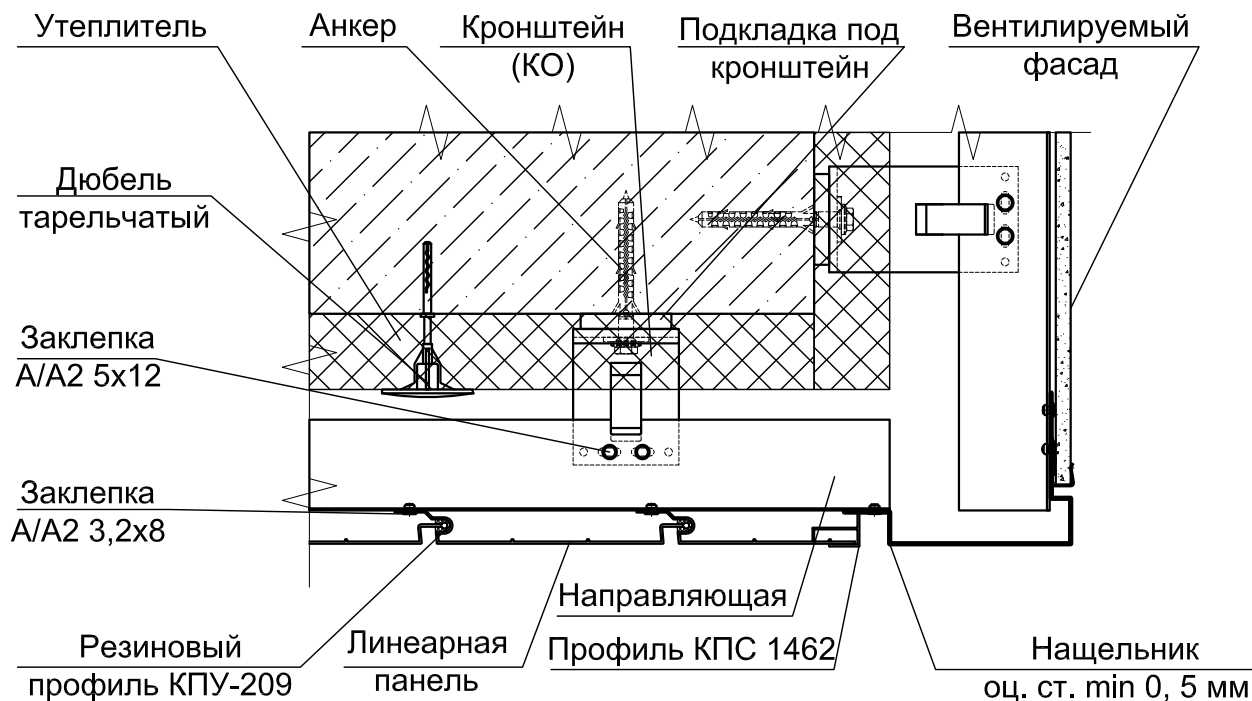 Утеплитель
Анкер
Кронштейн
(КО)
Подкладка под
кронштейн
Вентилируемый
фасад
Дюбель
тарельчатый
Заклепка
А/А2 5х12
Заклепка
А/А2 3,2х8
Направляющая
Резиновый
профиль КПУ-209
Линеарная
панель
Профиль КПС 1462
Нащельник
оц. ст. min 0, 5 мм